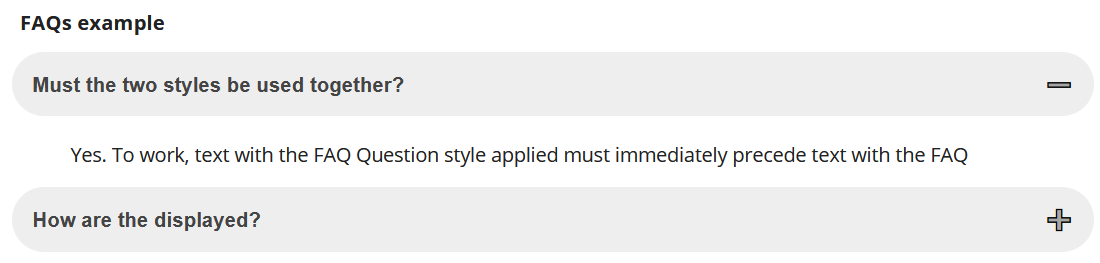 FAQs example
Must the two styles be used together?
Yes. To work, text with the FAQ Question style applied must immediately precede text with the FAQ
How are the displayed?